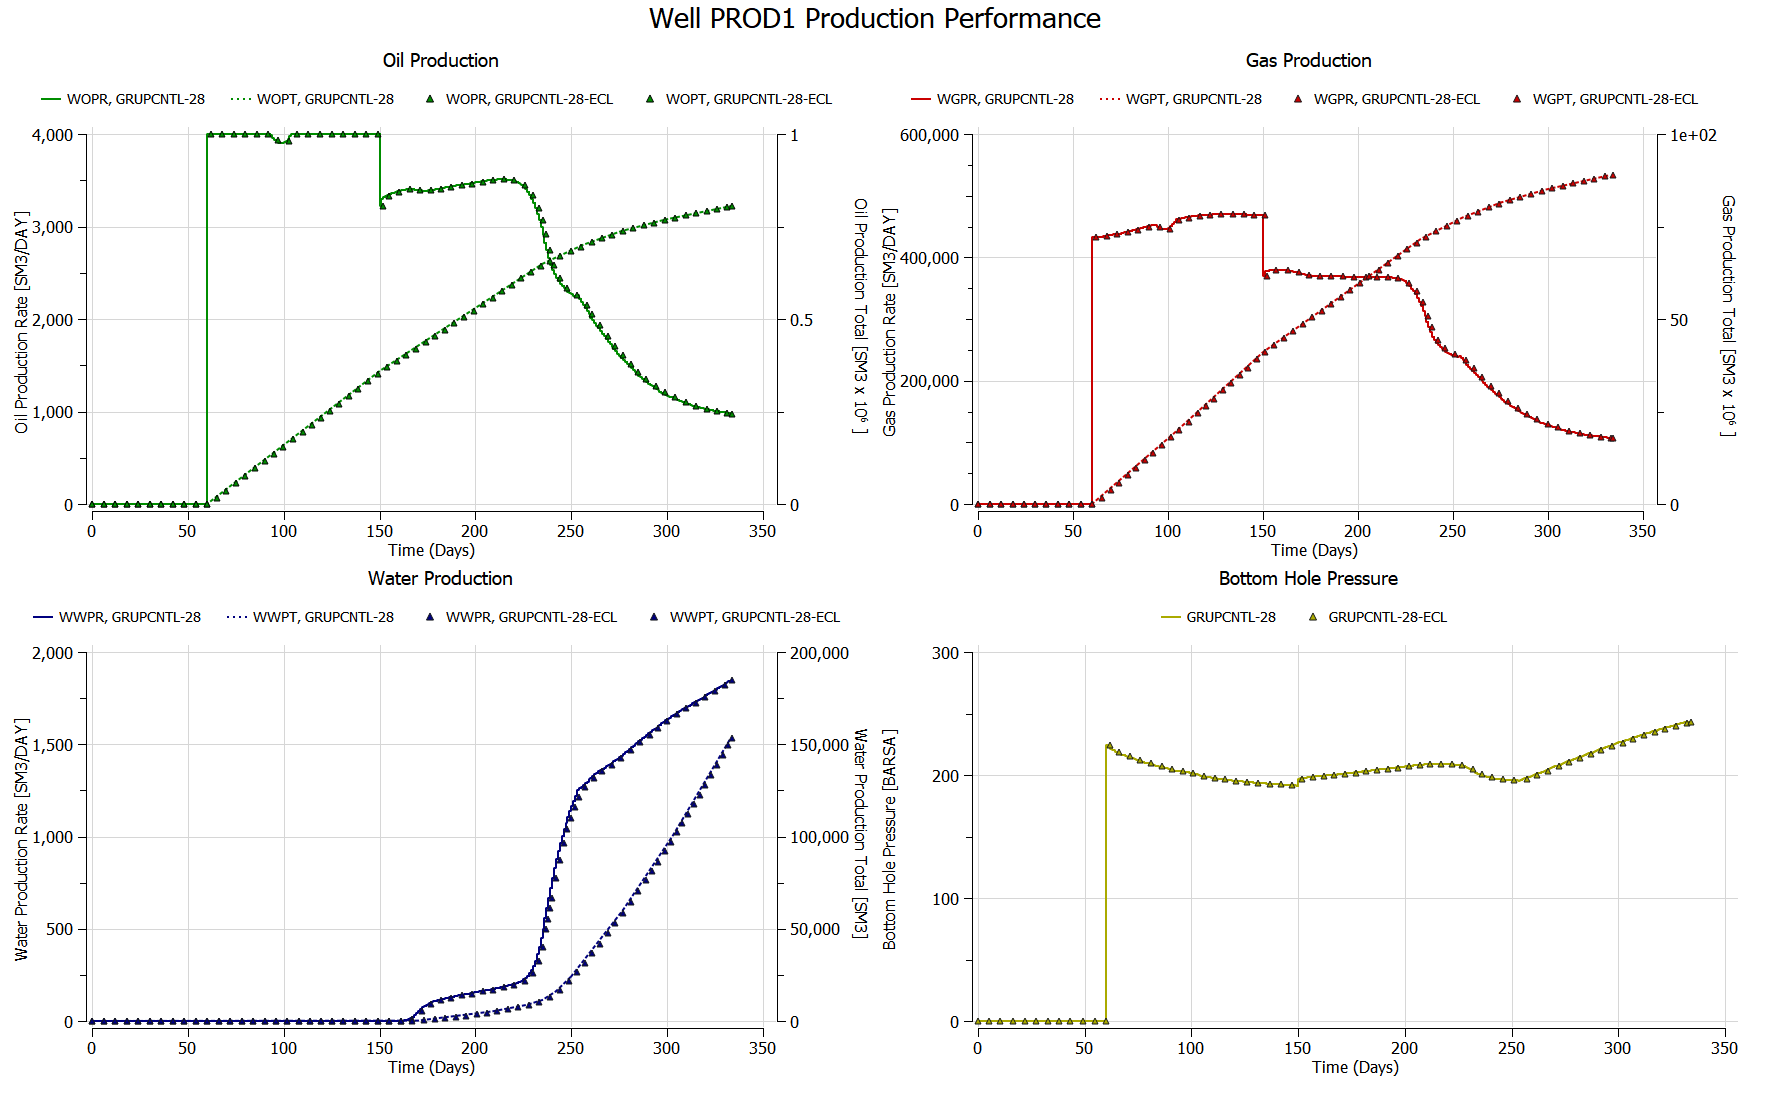 Well PROD1 Production Performance
Oil Production
WOPR, GRUPCNTL-28 WOPT, GRUPCNTL-28 WOPR, GRUPCNTL-28-ECL WOPT, GRUPCNTL-28-ECL
4,000
3,000
2,000
1,000
0
Oil Production Rate [SM3/DAY]
1
0.5
0
Oil Production Total [SM3 x 10⁶ ]
0 50 100 150 200 250 300 350
Time (Days)
Gas Production
WGPR, GRUPCNTL-28 WGPT, GRUPCNTL-28 WGPR, GRUPCNTL-28-ECL WGPT, GRUPCNTL-28-ECL
600,000
400,000
200,000
0
Gas Production Rate [SM3/DAY]
1e+02
50
0
Gas Production Total [SM3 x 10⁶ ]
0 50 100 150 200 250 300 350
Time (Days)
Water Production
WWPR, GRUPCNTL-28 WWPT, GRUPCNTL-28 WWPR, GRUPCNTL-28-ECL WWPT, GRUPCNTL-28-ECL
2,000
1,500
1,000
500
0
Water Production Rate [SM3/DAY]
200,000
150,000
100,000
50,000
0
Water Production Total [SM3]
0 50 100 150 200 250 300 350
Time (Days)
Bottom Hole Pressure
GRUPCNTL-28 GRUPCNTL-28-ECL
300
200
100
0
Bottom Hole Pressure [BARSA]
0 50 100 150 200 250 300 350
Time (Days)